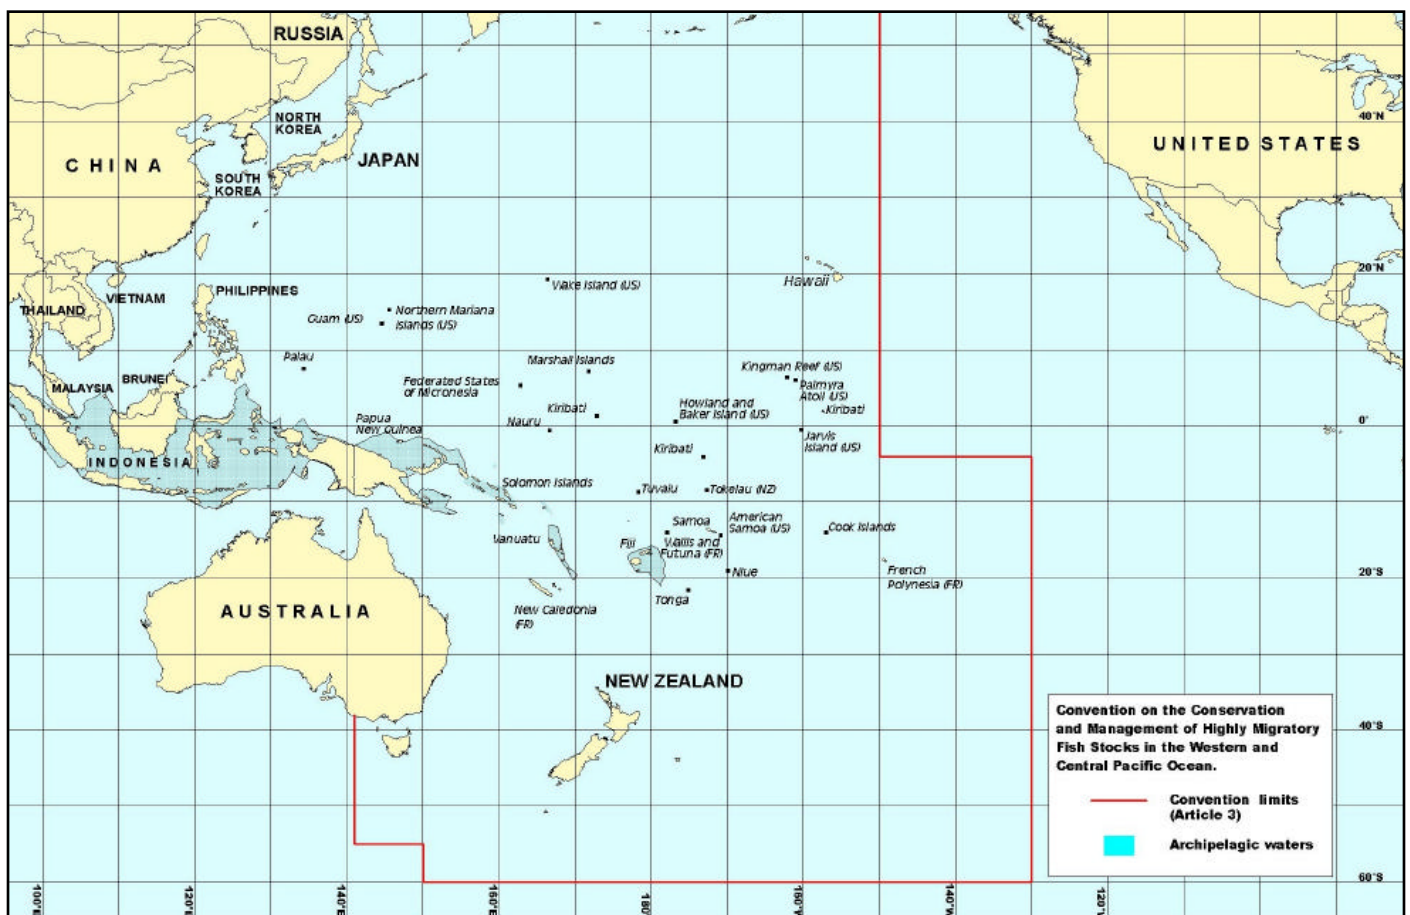 RUSSIA
NORTH
KOREA
40°N
UNITED STATES
CHINA
JAPAN
SOUTH
KOREA
20°N
Hawaii
Wake Island (US)
PHILIPPINES
VIETNAM
THAILAND
Northern Mariana
Islands (US)
Guam (US)
Palau
Marshall Islands
Kingman Reef (US)
MALAYSIA
BRUNEI
Federated States
of Micronesia
Palmyra
Atoll (US)
Howland and
Baker Island (US)
Kiribati
Kiribati
Papua
New Guinea
Nauru
0°
Jarvis
Island (US)
Kiribati
INDONESIA
Solomon Islands
Tuvalu
Tokelau (NZ)
Samoa
American
Samoa (US)
Cook Islands
Vanuatu
Fiji
Wallis and
Futuna (FR)
Niue
French
Polynesia (FR)
20°S
Tonga
New Caledonia
(FR)
AUSTRALIA
NEW ZEALAND
Convention on the Conservation
and Management of Highly Migratory
Fish Stocks in the Western and
Central Pacific Ocean.
40°S
Convention limits
(Article 3)
Archipelagic waters
60°S
100°E
120°E
140°E
160°E
180°
160°W
140°W